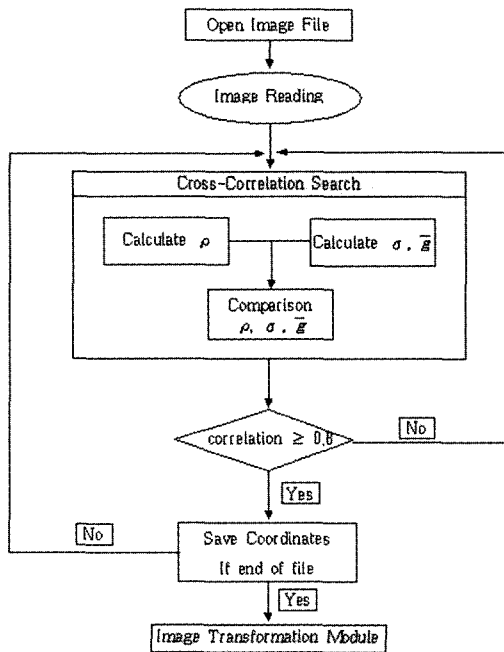 Open Image File
Image Reading
Cross-Correlation Search
Calculate ρ
Calculate σ, g̅
Comparison
ρ, σ, g̅
correlation ≥ 0.8
No
Yes
No
Save Coordinates
If end of file
Yes
Image Transformation Module